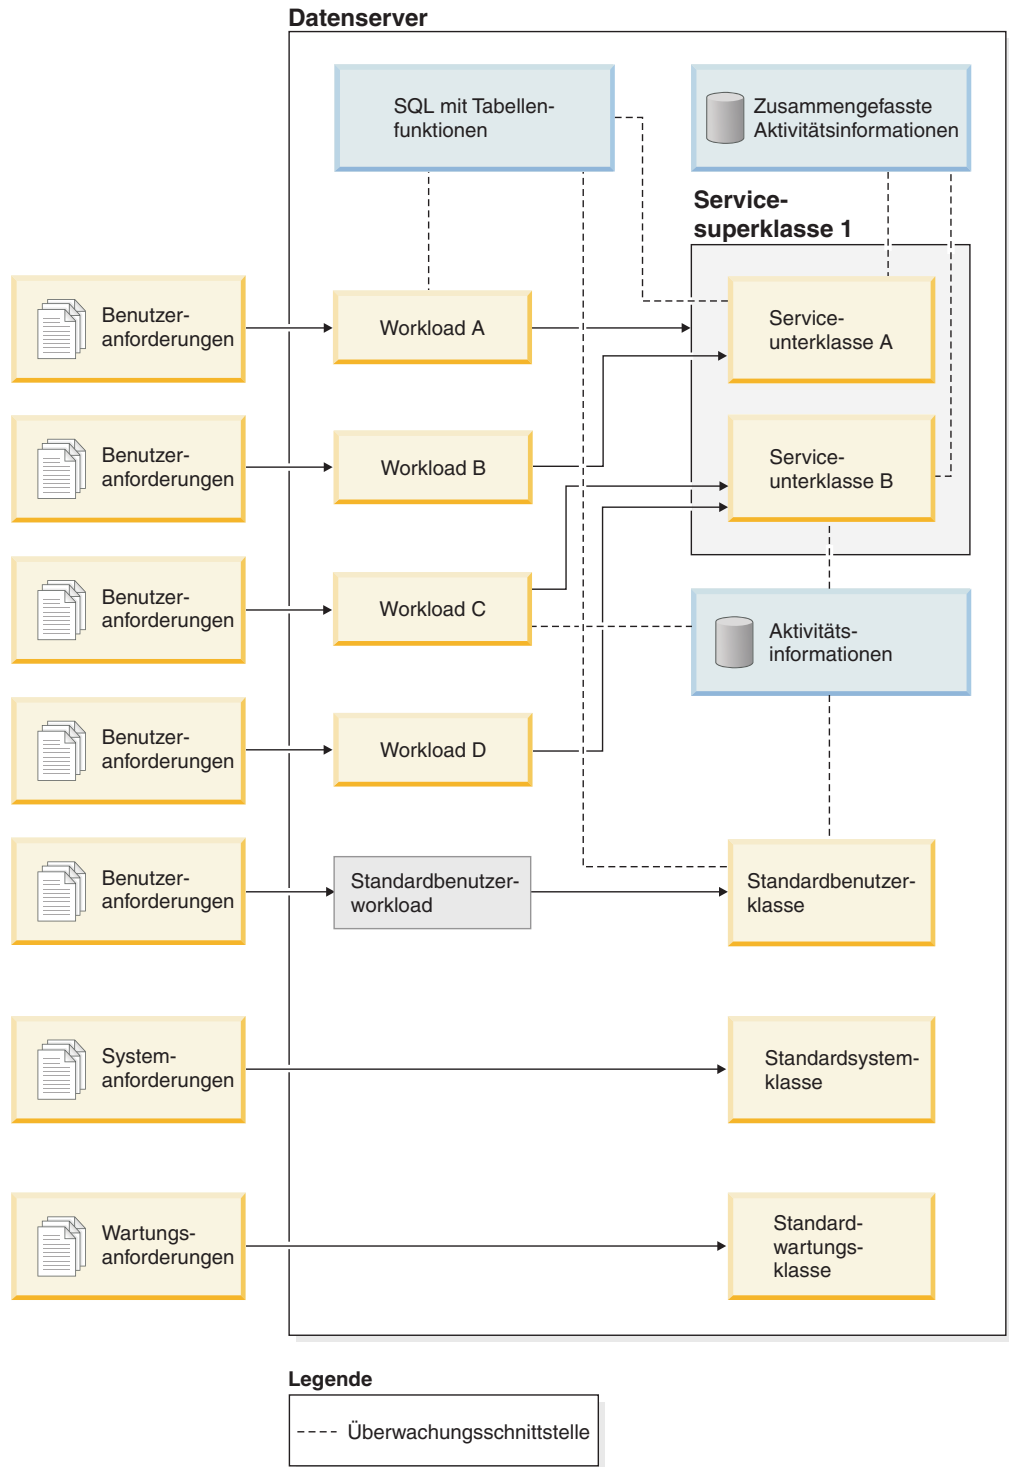 Datenserver
SQL mit Tabellen-
funktionen
Zusammengefasste
Aktivitätsinformationen
Service-
superklasse 1
Benutzer-
anforderungen
Workload A
Service-
unterklasse A
Benutzer-
anforderungen
Workload B
Service-
unterklasse B
Benutzer-
anforderungen
Workload C
Aktivitäts-
informationen
Benutzer-
anforderungen
Workload D
Benutzer-
anforderungen
Standardbenutzer-
workload
Standardbenutzer-
klasse
System-
anforderungen
Standardsystem-
klasse
Wartungs-
anforderungen
Standard-
wartungs-
klasse
Legende
Überwachungsschnittstelle